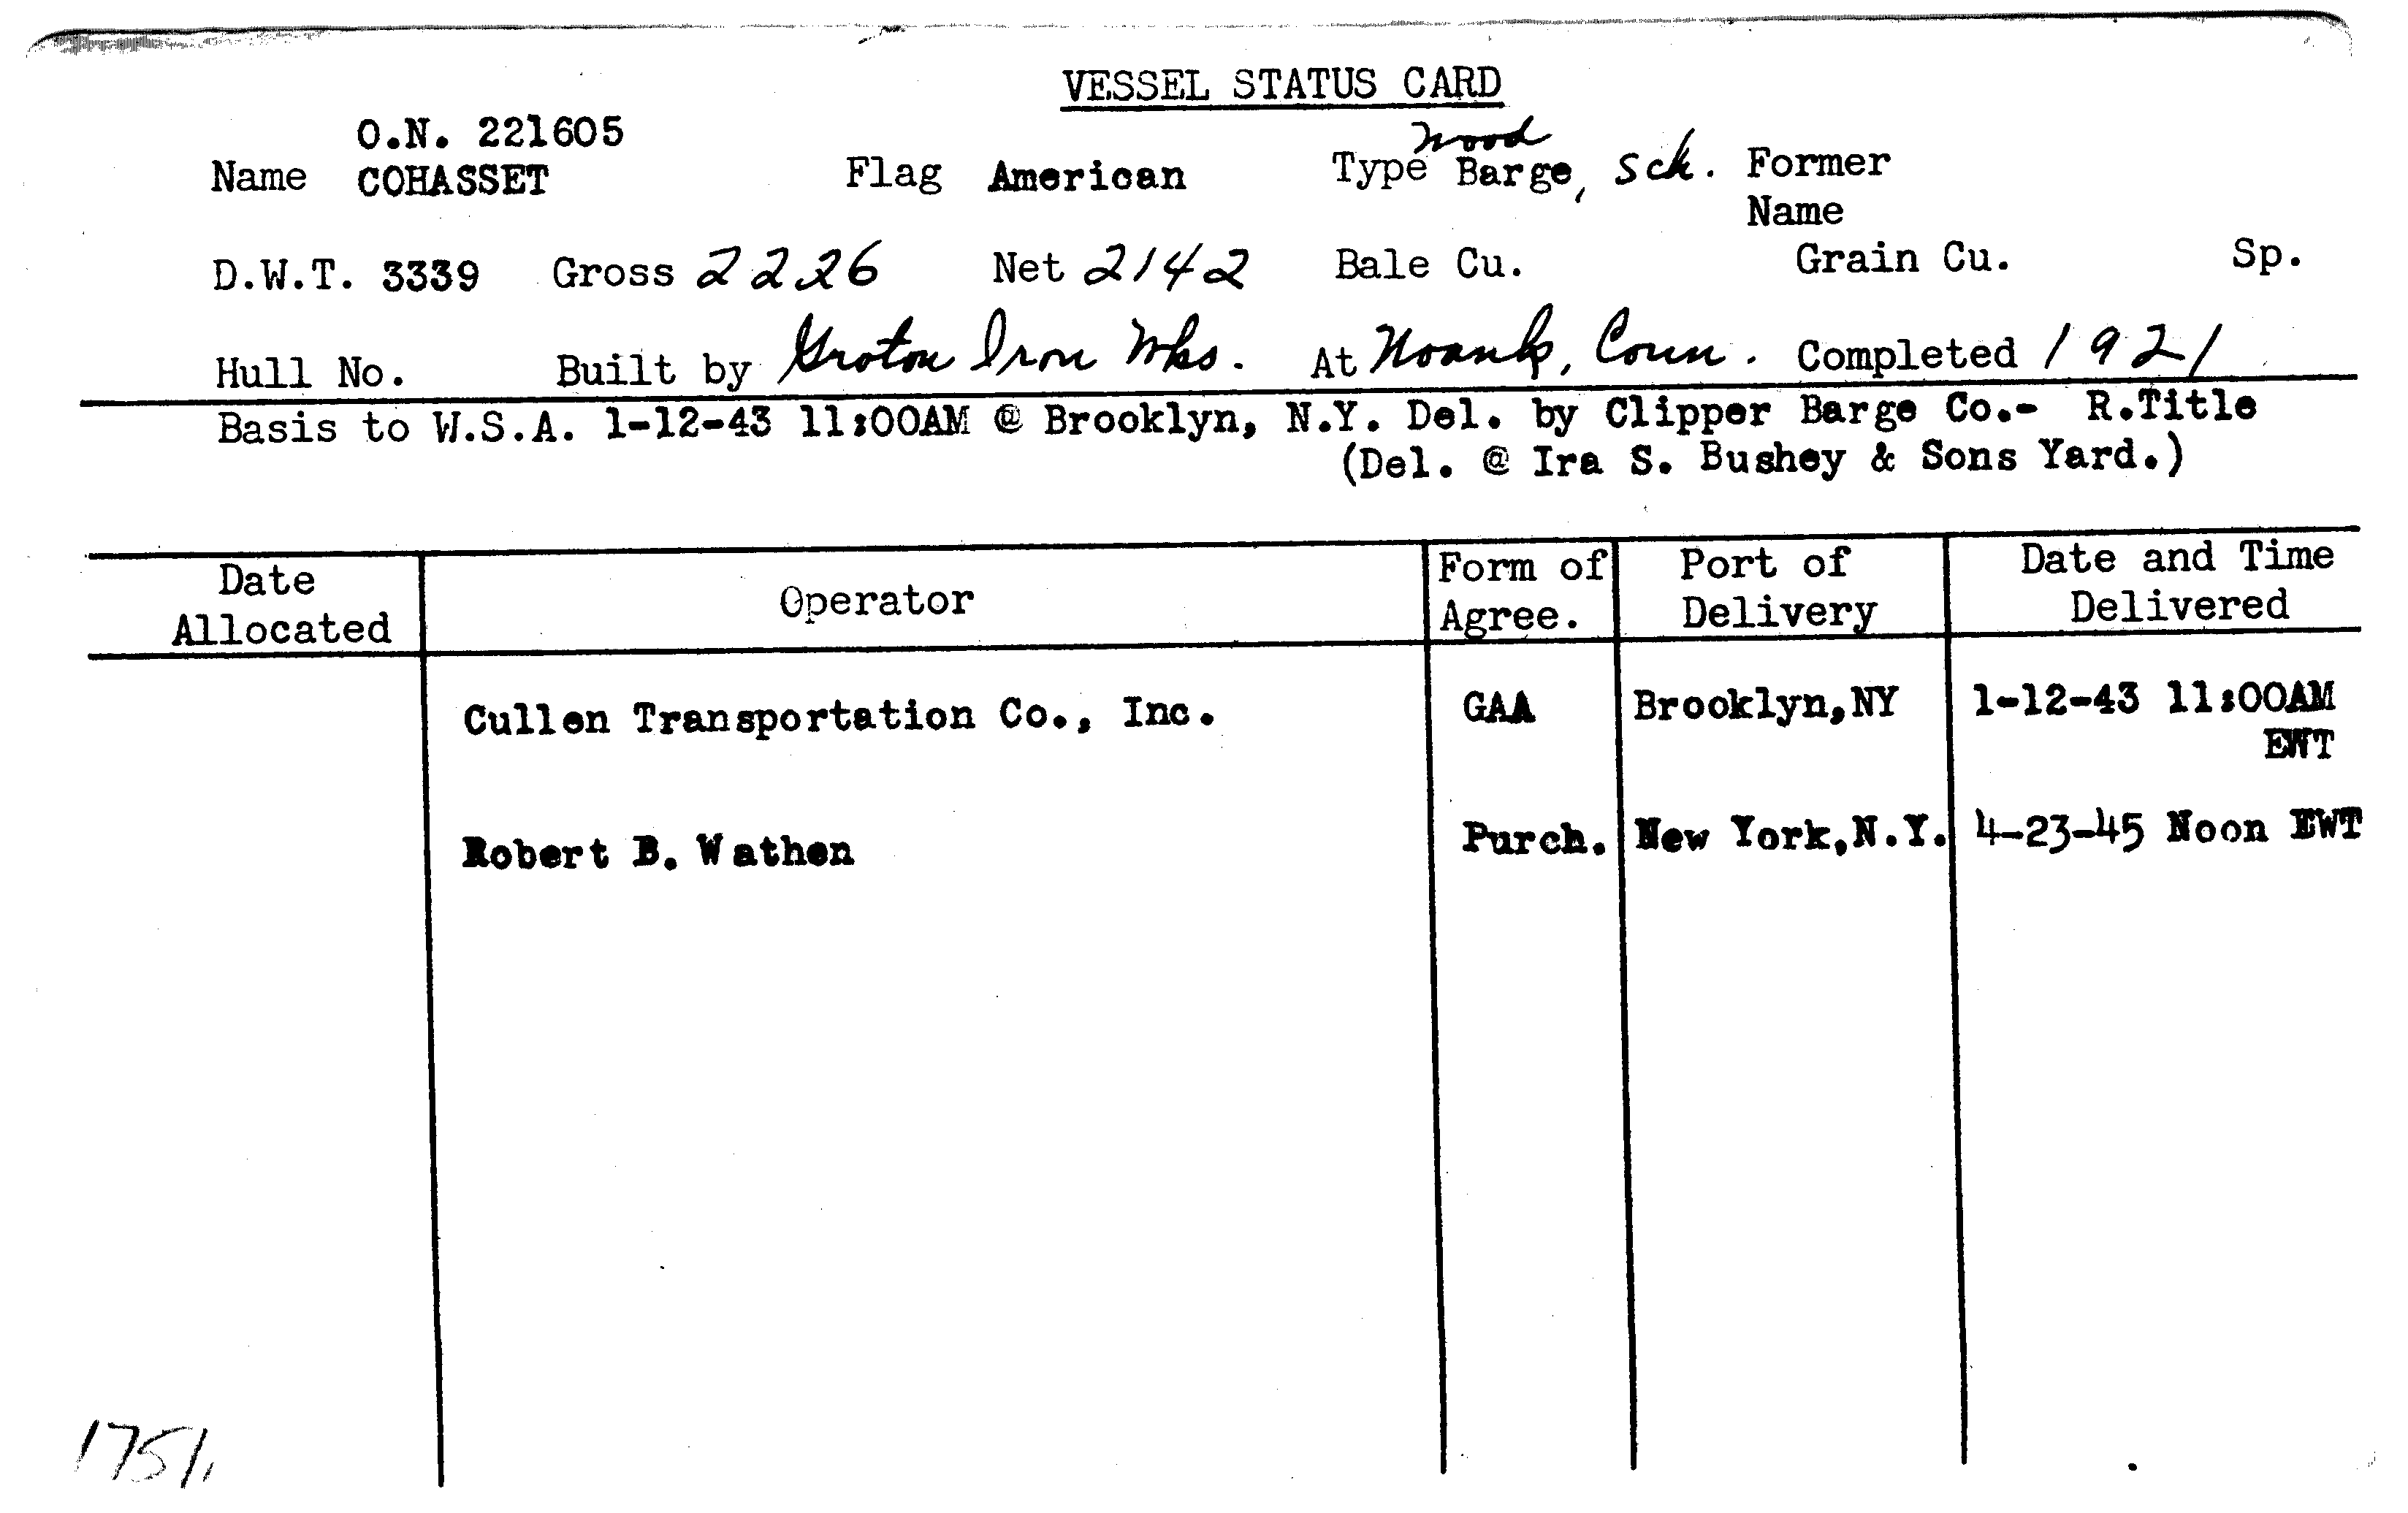 VESSEL STATUS CARD
O.N. 221605
wood
Name COHASSET Flag American Type Barge, sch. Former
Name
D.W.T. 3339 Gross 2226 Net 2142 Bale Cu. Grain Cu. Sp.
Hull No. Built by Groton Iron Wks. At Noank, Conn. Completed 1921
Basis to W.S.A. 1-12-43 11:00AM @ Brooklyn, N.Y. Del. by Clipper Barge Co.- R.Title
(Del. @ Ira S. Bushey & Sons Yard.)
Date Allocated Operator Form of Agree. Port of Delivery Date and Time Delivered
Cullen Transportation Co., Inc. GAA Brooklyn,NY 1-12-43 11:00AM
EWT
Robert B. Wathen Purch. New York,N.Y. 4-23-45 Noon EWT
1751